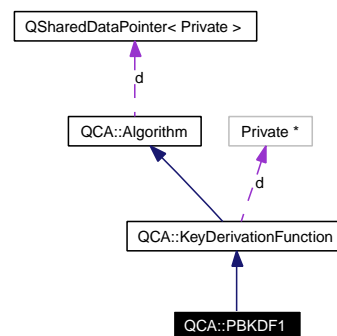 QSharedDataPointer< Private >
d
QCA::Algorithm
Private *
d
QCA::KeyDerivationFunction
QCA::PBKDF1